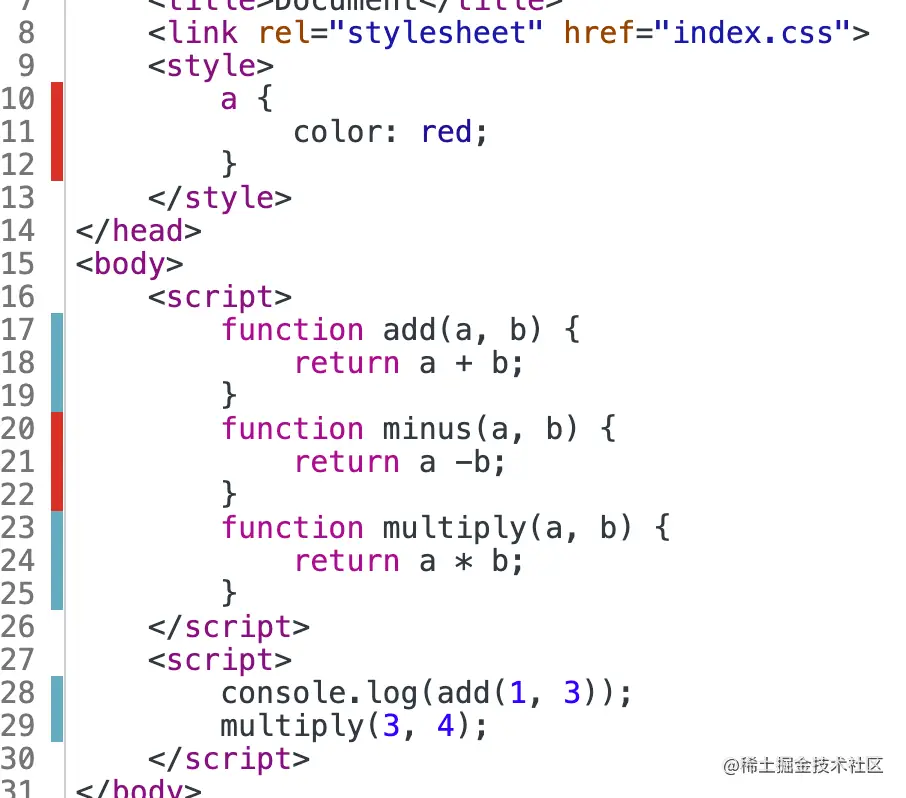 7 <title>Document</title>
8 <link rel="stylesheet" href="index.css">
9 <style>
10 a {
11 color: red;
12 }
13 </style>
14 </head>
15 <body>
16 <script>
17 function add(a, b) {
18 return a + b;
19 }
20 function minus(a, b) {
21 return a -b;
22 }
23 function multiply(a, b) {
24 return a * b;
25 }
26 </script>
27 <script>
28 console.log(add(1, 3));
29 multiply(3, 4);
30 </script>
31 </body>
@稀土掘金技术社区